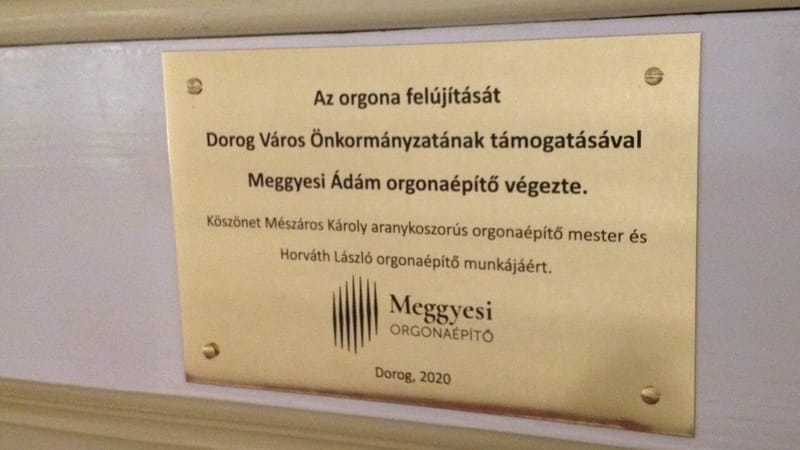 Az orgona felújítását
Dorog Város Önkormányzatának támogatásával
Meggyesi Ádám orgonaépítő végezte.
Köszönet Mészáros Károly aranykoszorús orgonaépítő mester és
Horváth László orgonaépítő munkájáért.
Meggyesi
ORGONAÉPÍTŐ
Dorog, 2020